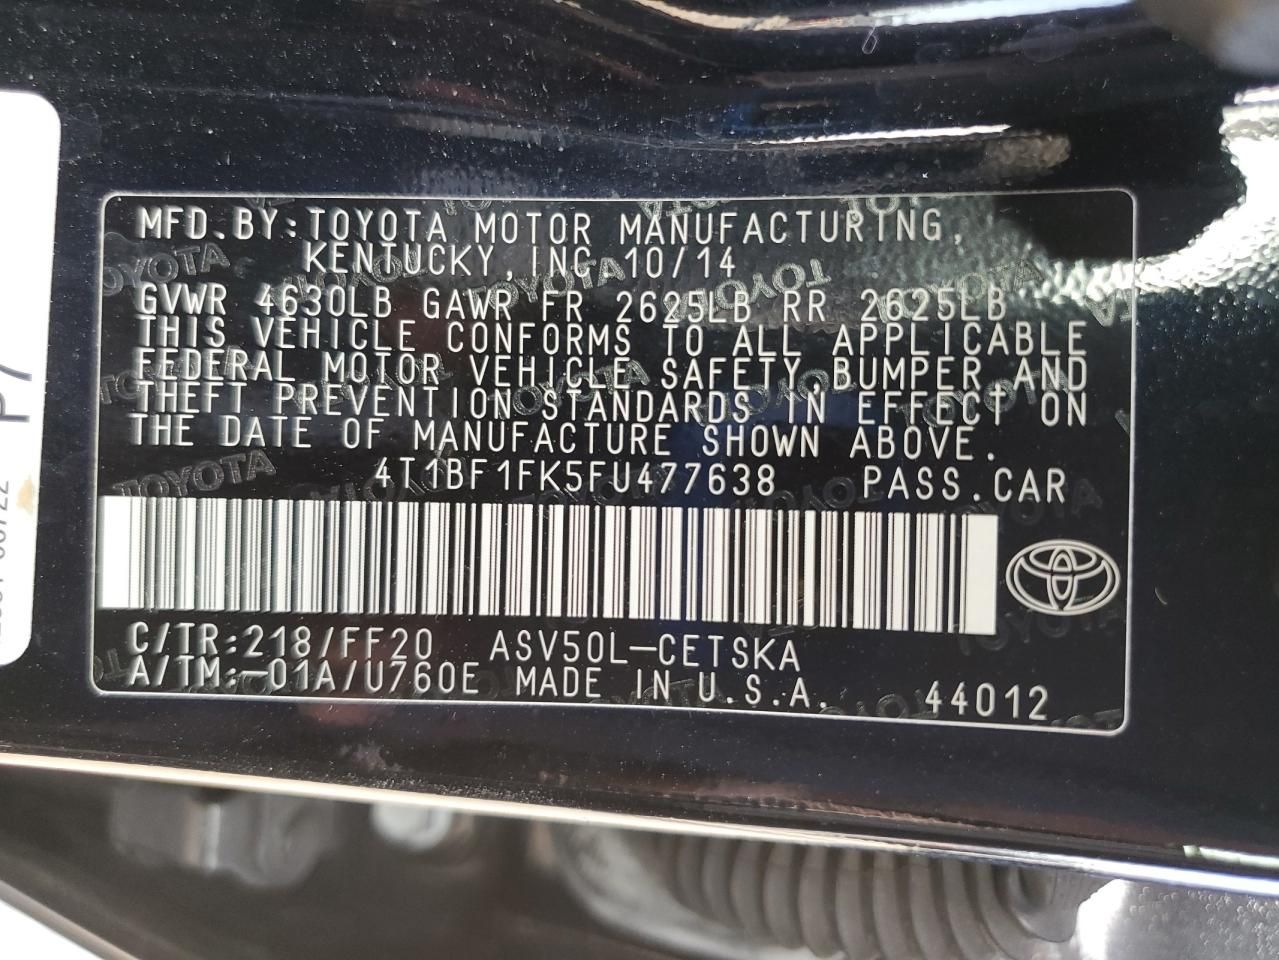 MFD.BY:TOYOTA MOTOR MANUFACTURING,
KENTUCKY,INC 10/14
GVWR 4630LB GAWR FR 2625LB RR 2625LB
THIS VEHICLE CONFORMS TO ALL APPLICABLE
FEDERAL MOTOR VEHICLE SAFETY,BUMPER,AND
THEFT PREVENTION STANDARDS IN EFFECT ON
THE DATE OF MANUFACTURE SHOWN ABOVE.
4T1BF1FK5FU477638 PASS.CAR
C/TR:218/FF20 ASV50L-CETSKA
A/TM:-01A/U760E MADE IN U.S.A. 44012
TOYOTA
P7